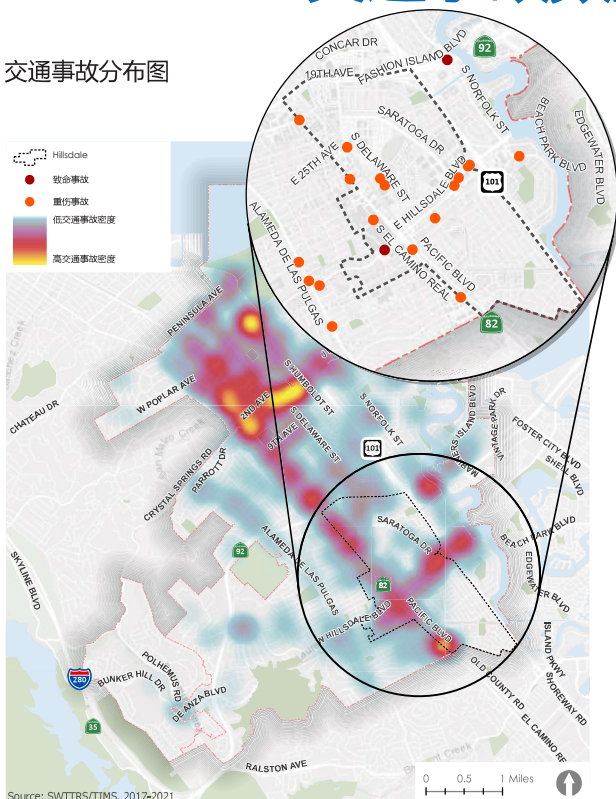 交通事故分布图
Hillsdale
致命事故
重伤事故
低交通事故密度
高交通事故密度
CONCAR DR
19TH AVE
FASHION ISLAND BLVD
92
S NORFOLK ST
BEACH PARK BLVD
EDGEWATER BLVD
SARATOGA DR
E 25TH AVE
S DELAWARE ST
E HILLSDALE BLVD
101
ALAMEDA DE LAS PULGAS
S EL CAMINO REAL
PACIFIC BLVD
82
PENINSULA AVE
W POPLAR AVE
CHATEAU DR
2ND AVE
S HUMBOLDT ST
9TH AVE
S DELAWARE ST
S NORFOLK ST
101
CRYSTAL SPRINGS RD
PARROTT DR
VINTAGE PARK DR
FOSTER CITY BLVD
SHELL BLVD
SARATOGA DR
BEACH PARK BLVD
EDGEWATER BLVD
92
ALAMEDA DE LAS PULGAS
82
W HILLSDALE BLVD
PACIFIC BLVD
SKYLINE BLVD
280
POLHEMUS RD
BUNKER HILL DR
DE ANZA BLVD
35
RALSTON AVE
OLD COUNTY RD
ISLAND PKWY
SHOREWAY RD
EL CAMINO RE
0 0.5 1 Miles
Source: SWITRS/TIMS, 2017-2021